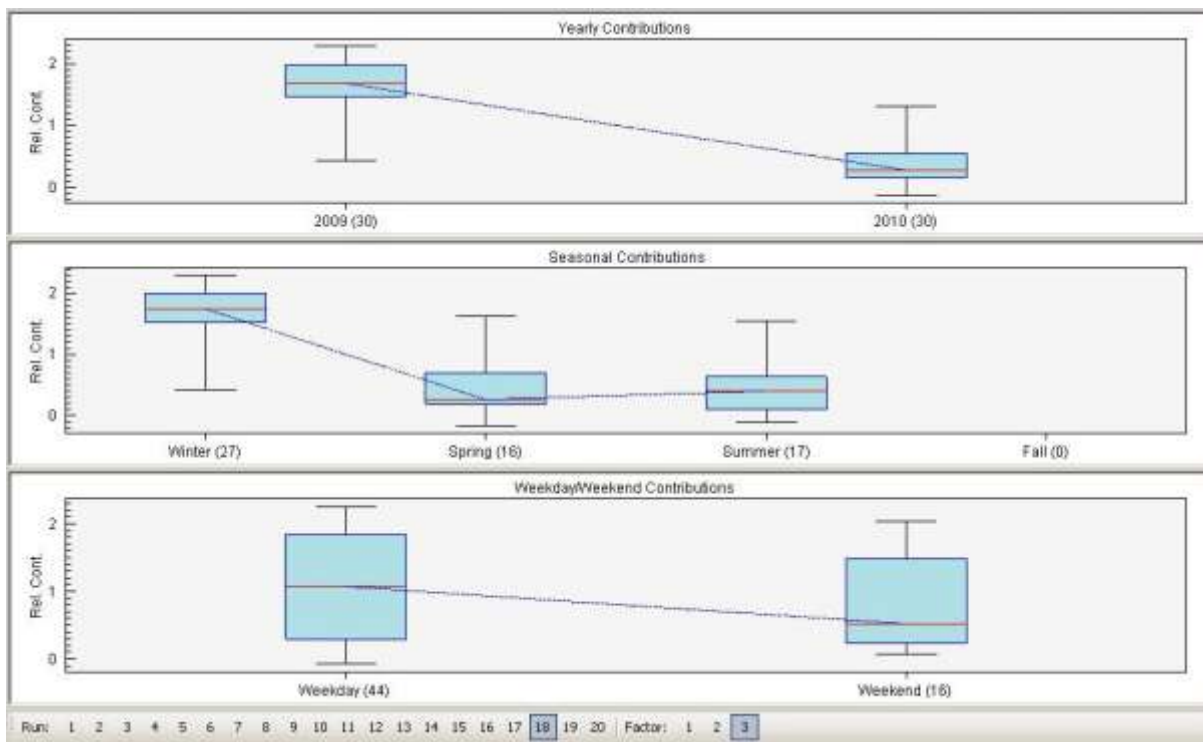 Yearly Contributions
2
1
0
Rel. Cont.
2009 (30) 2010 (30)
Seasonal Contributions
2
1
0
Rel. Cont.
Winter (27) Spring (16) Summer (17) Fall (0)
Weekday/Weekend Contributions
2
1
0
Rel. Cont.
Weekday (44) Weekend (16)
Run: 1 2 3 4 5 6 7 8 9 10 11 12 13 14 15 16 17 18 19 20 Factor: 1 2 3